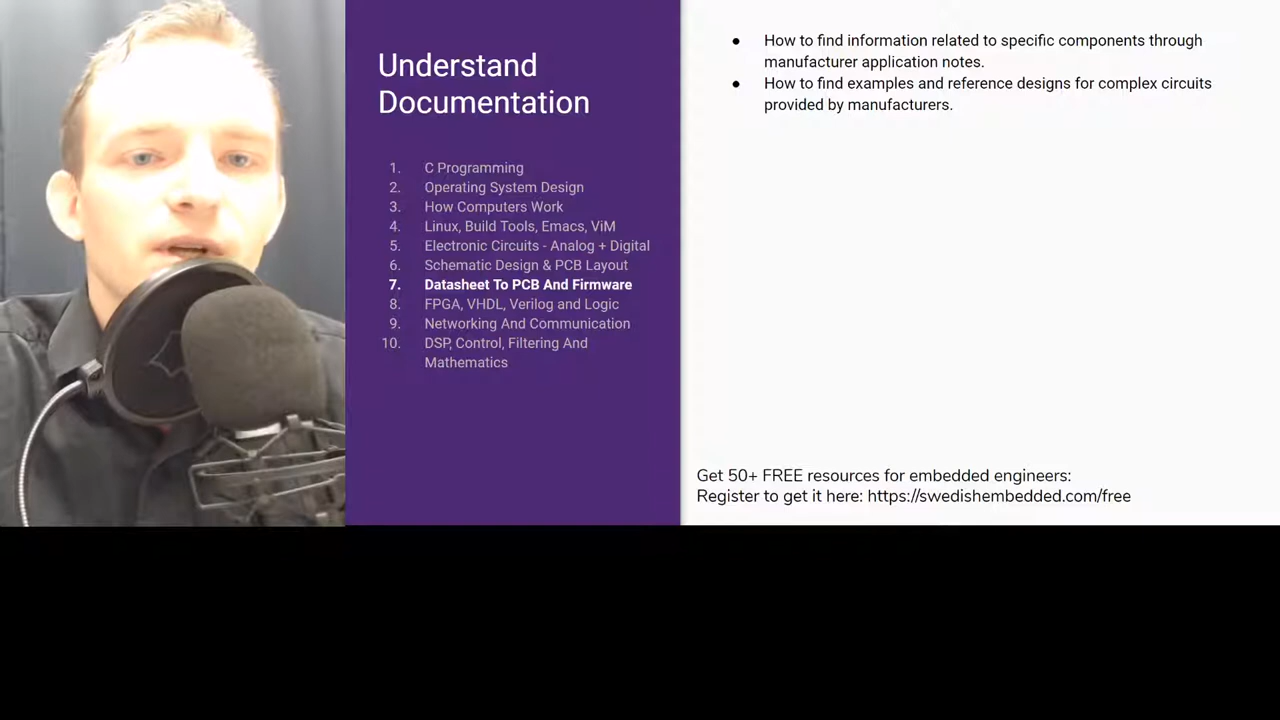 Understand
Documentation
1. C Programming
2. Operating System Design
3. How Computers Work
4. Linux, Build Tools, Emacs, ViM
5. Electronic Circuits - Analog + Digital
6. Schematic Design & PCB Layout
7. Datasheet To PCB And Firmware
8. FPGA, VHDL, Verilog and Logic
9. Networking And Communication
10. DSP, Control, Filtering And
Mathematics
● How to find information related to specific components through
manufacturer application notes.
● How to find examples and reference designs for complex circuits
provided by manufacturers.
Get 50+ FREE resources for embedded engineers:
Register to get it here: https://swedishembedded.com/free